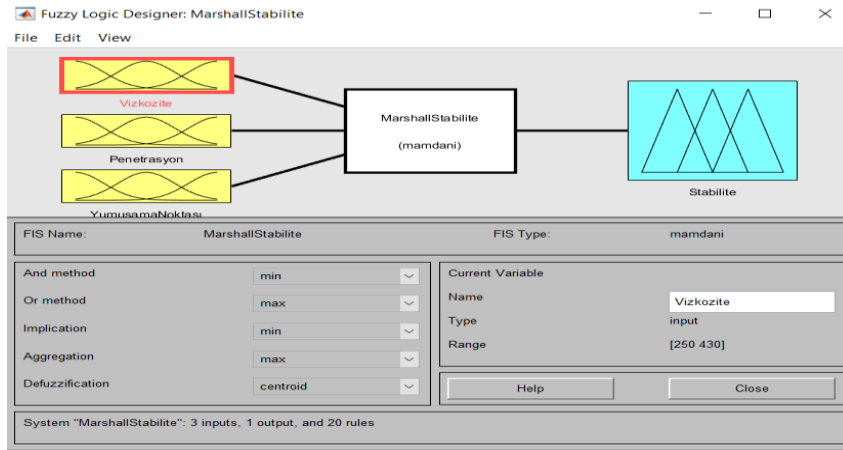 Fuzzy Logic Designer: MarshallStabilite
File Edit View
Vizkozite
Penetrasyon
YumusamaNoktası
MarshallStabilite
(mamdani)
Stabilite
FIS Name: MarshallStabilite FIS Type: mamdani
And method min
Or method max
Implication min
Aggregation max
Defuzzification centroid
Current Variable
Name Vizkozite
Type input
Range [250 430]
Help Close
System "MarshallStabilite": 3 inputs, 1 output, and 20 rules